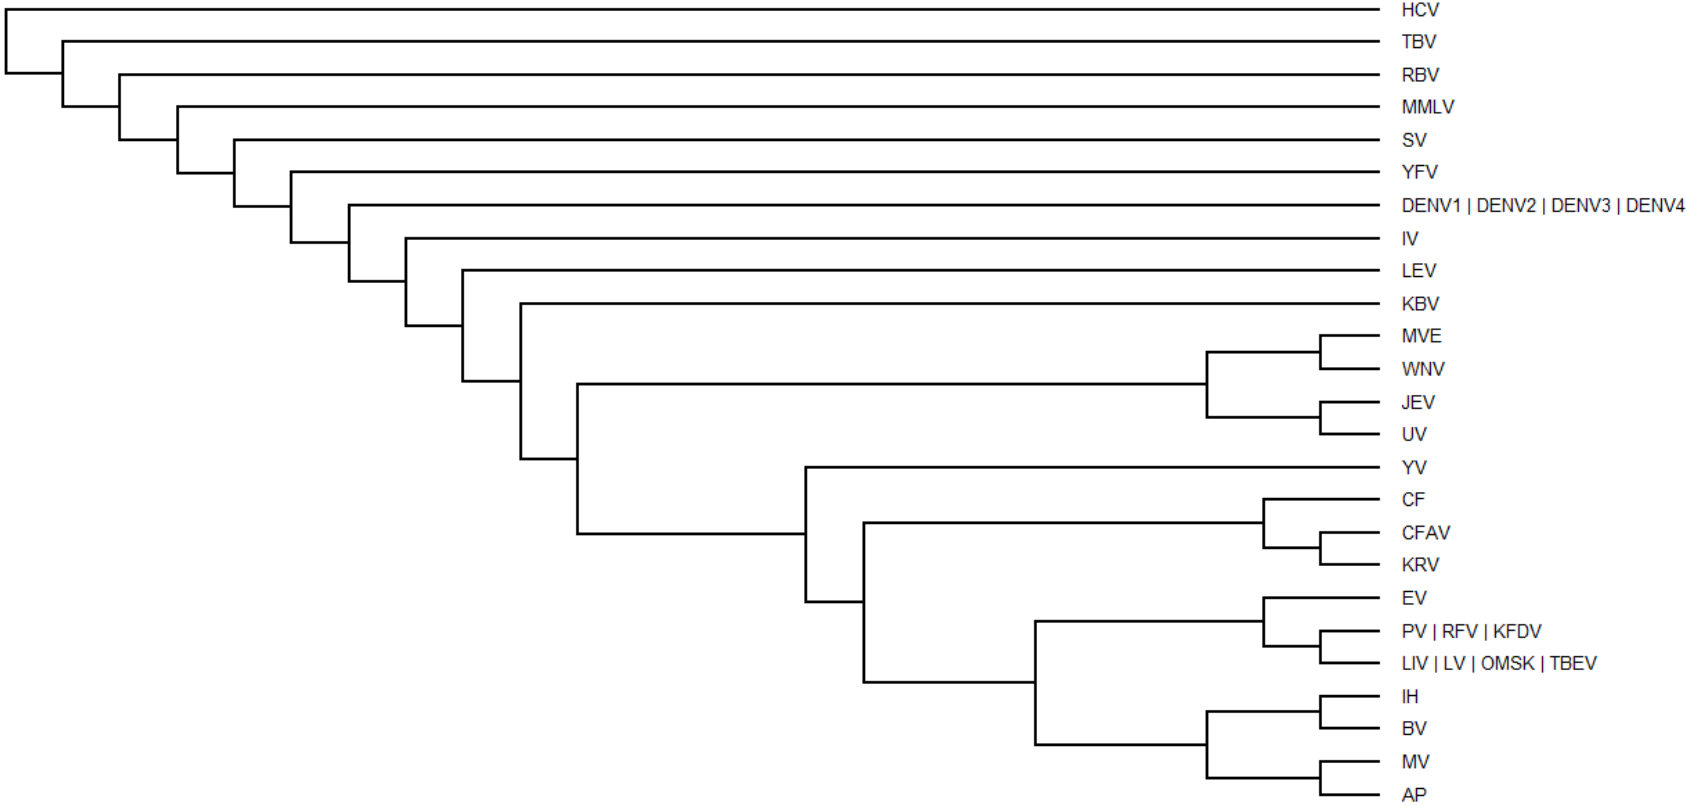 HCV
TBV
RBV
MMLV
SV
YFV
DENV1 | DENV2 | DENV3 | DENV4
IV
LEV
KBV
MVE
WNV
JEV
UV
YV
CF
CFAV
KRV
EV
PV | RFV | KFDV
LIV | LV | OMSK | TBEV
IH
BV
MV
AP